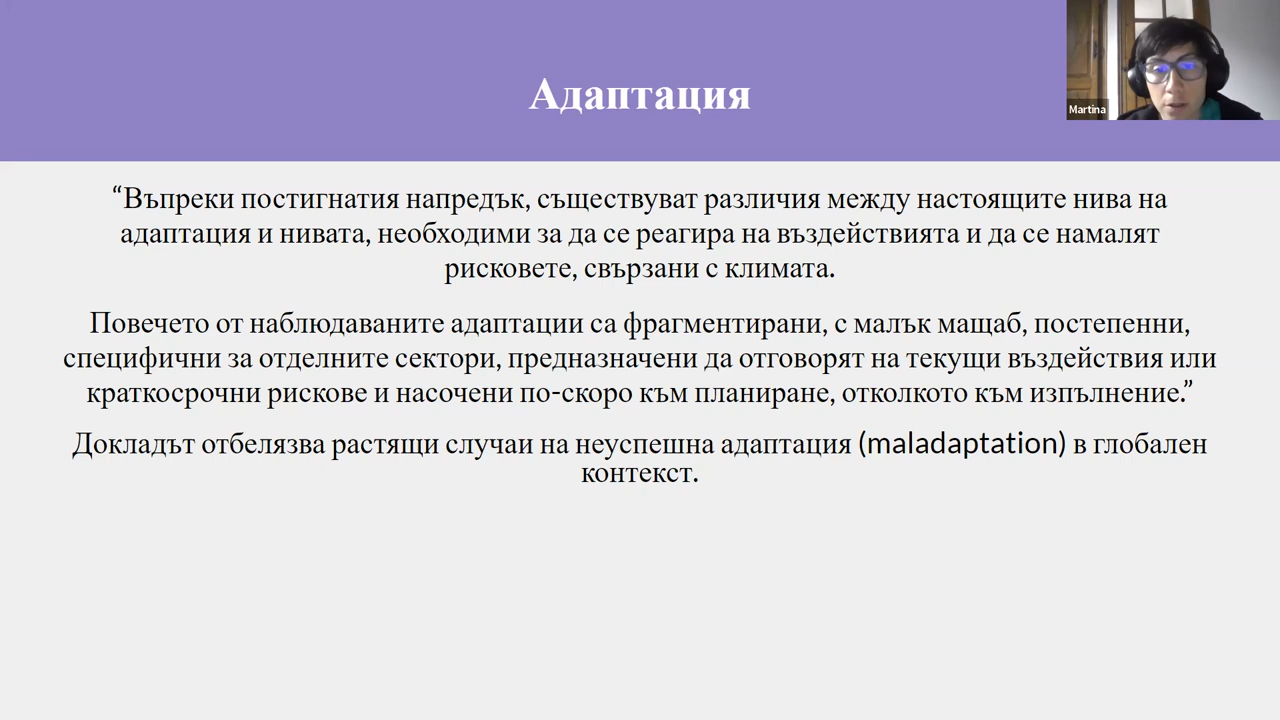 Адаптация
Martina
“Въпреки постигнатия напредък, съществуват различия между настоящите нива на
адаптация и нивата, необходими за да се реагира на въздействията и да се намалят
рисковете, свързани с климата.
Повечето от наблюдаваните адаптации са фрагментирани, с малък мащаб, постепенни,
специфични за отделните сектори, предназначени да отговорят на текущи въздействия или
краткосрочни рискове и насочени по-скоро към планиране, отколкото към изпълнение.”
Докладът отбелязва растящи случаи на неуспешна адаптация (maladaptation) в глобален
контекст.